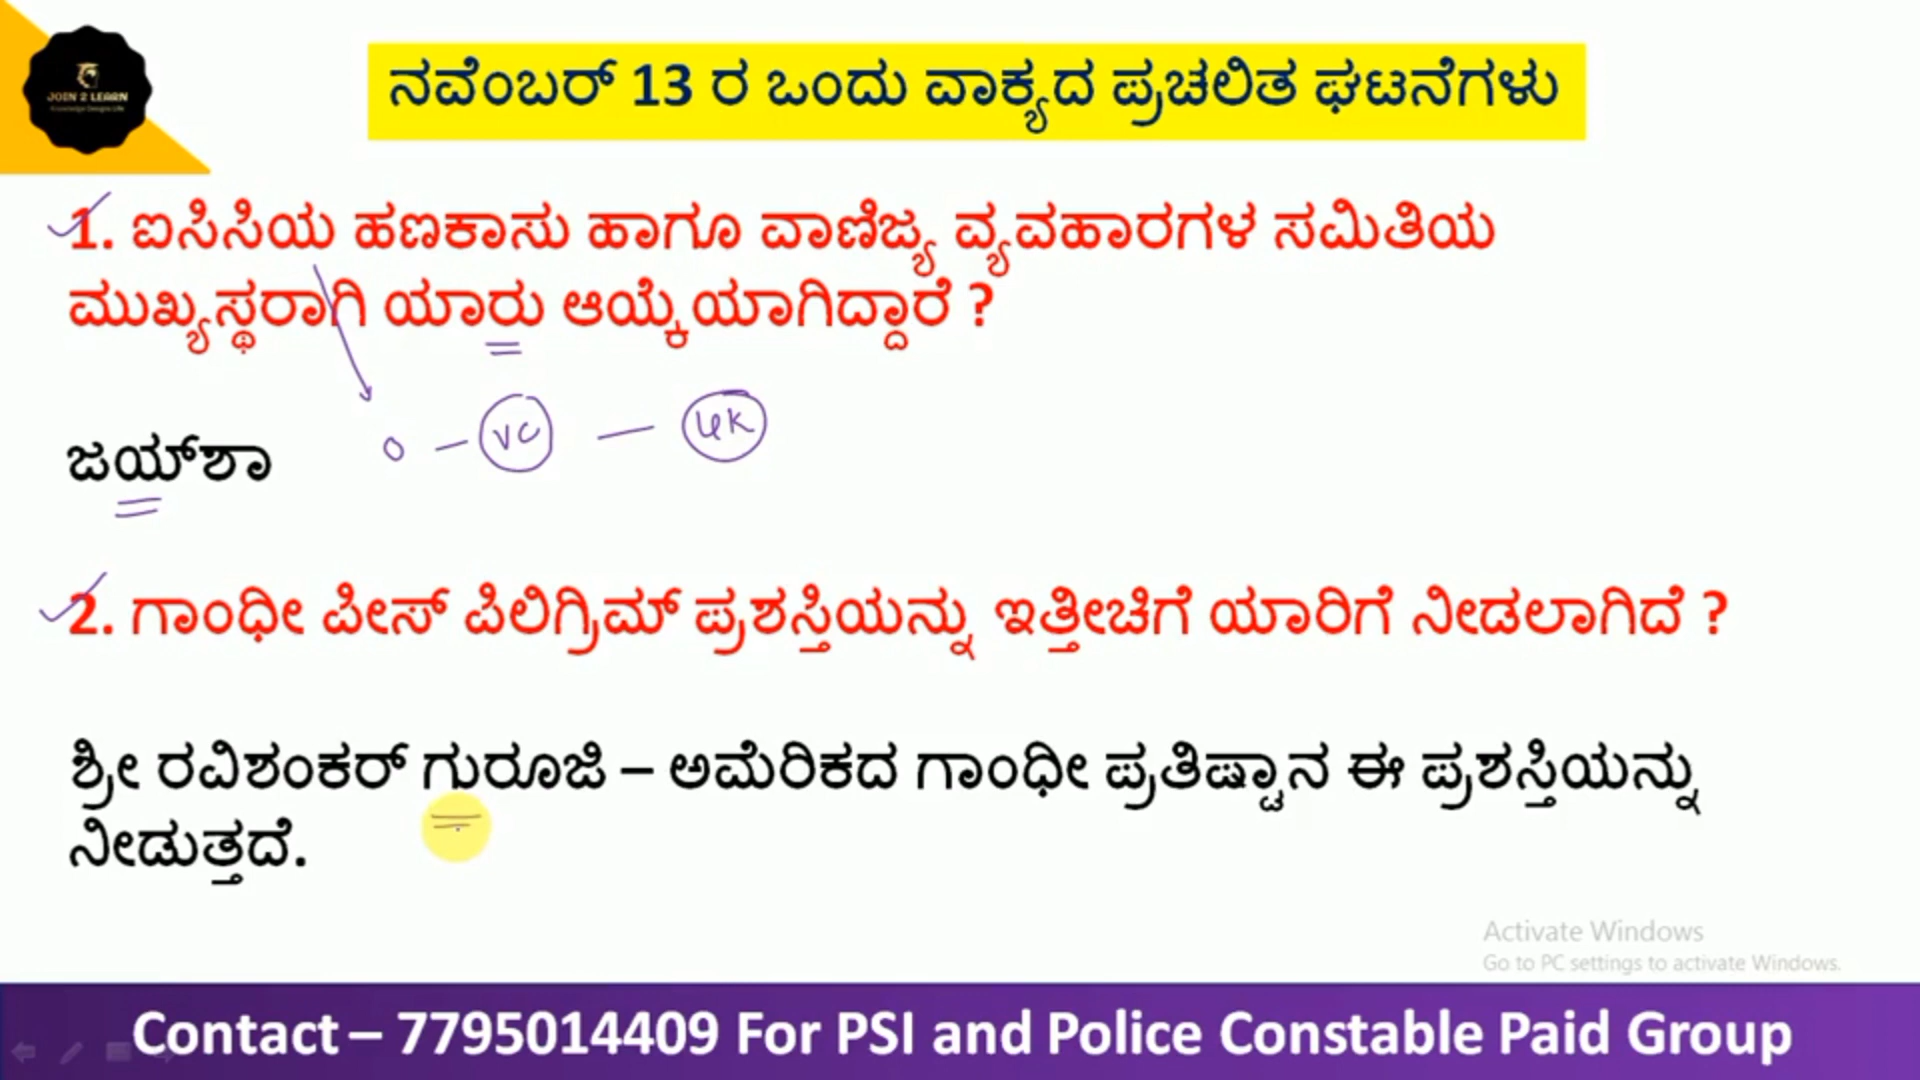 JOIN 2 LEARN
ನವೆಂಬರ್ 13 ರ ಒಂದು ವಾಕ್ಯದ ಪ್ರಚಲಿತ ಘಟನೆಗಳು
1. ಐಸಿಸಿಯ ಹಣಕಾಸು ಹಾಗೂ ವಾಣಿಜ್ಯ ವ್ಯವಹಾರಗಳ ಸಮಿತಿಯ
ಮುಖ್ಯಸ್ಥರಾಗಿ ಯಾರು ಆಯ್ಕೆಯಾಗಿದ್ದಾರೆ ?
ಜಯ್‌ಶಾ
2. ಗಾಂಧೀ ಪೀಸ್ ಪಿಲಿಗ್ರಿಮ್ ಪ್ರಶಸ್ತಿಯನ್ನು ಇತ್ತೀಚಿಗೆ ಯಾರಿಗೆ ನೀಡಲಾಗಿದೆ ?
ಶ್ರೀ ರವಿಶಂಕರ್ ಗುರೂಜಿ – ಅಮೆರಿಕದ ಗಾಂಧೀ ಪ್ರತಿಷ್ಟಾನ ಈ ಪ್ರಶಸ್ತಿಯನ್ನು
ನೀಡುತ್ತದೆ.
Activate Windows
Go to PC settings to activate Windows.
Contact – 7795014409 For PSI and Police Constable Paid Group